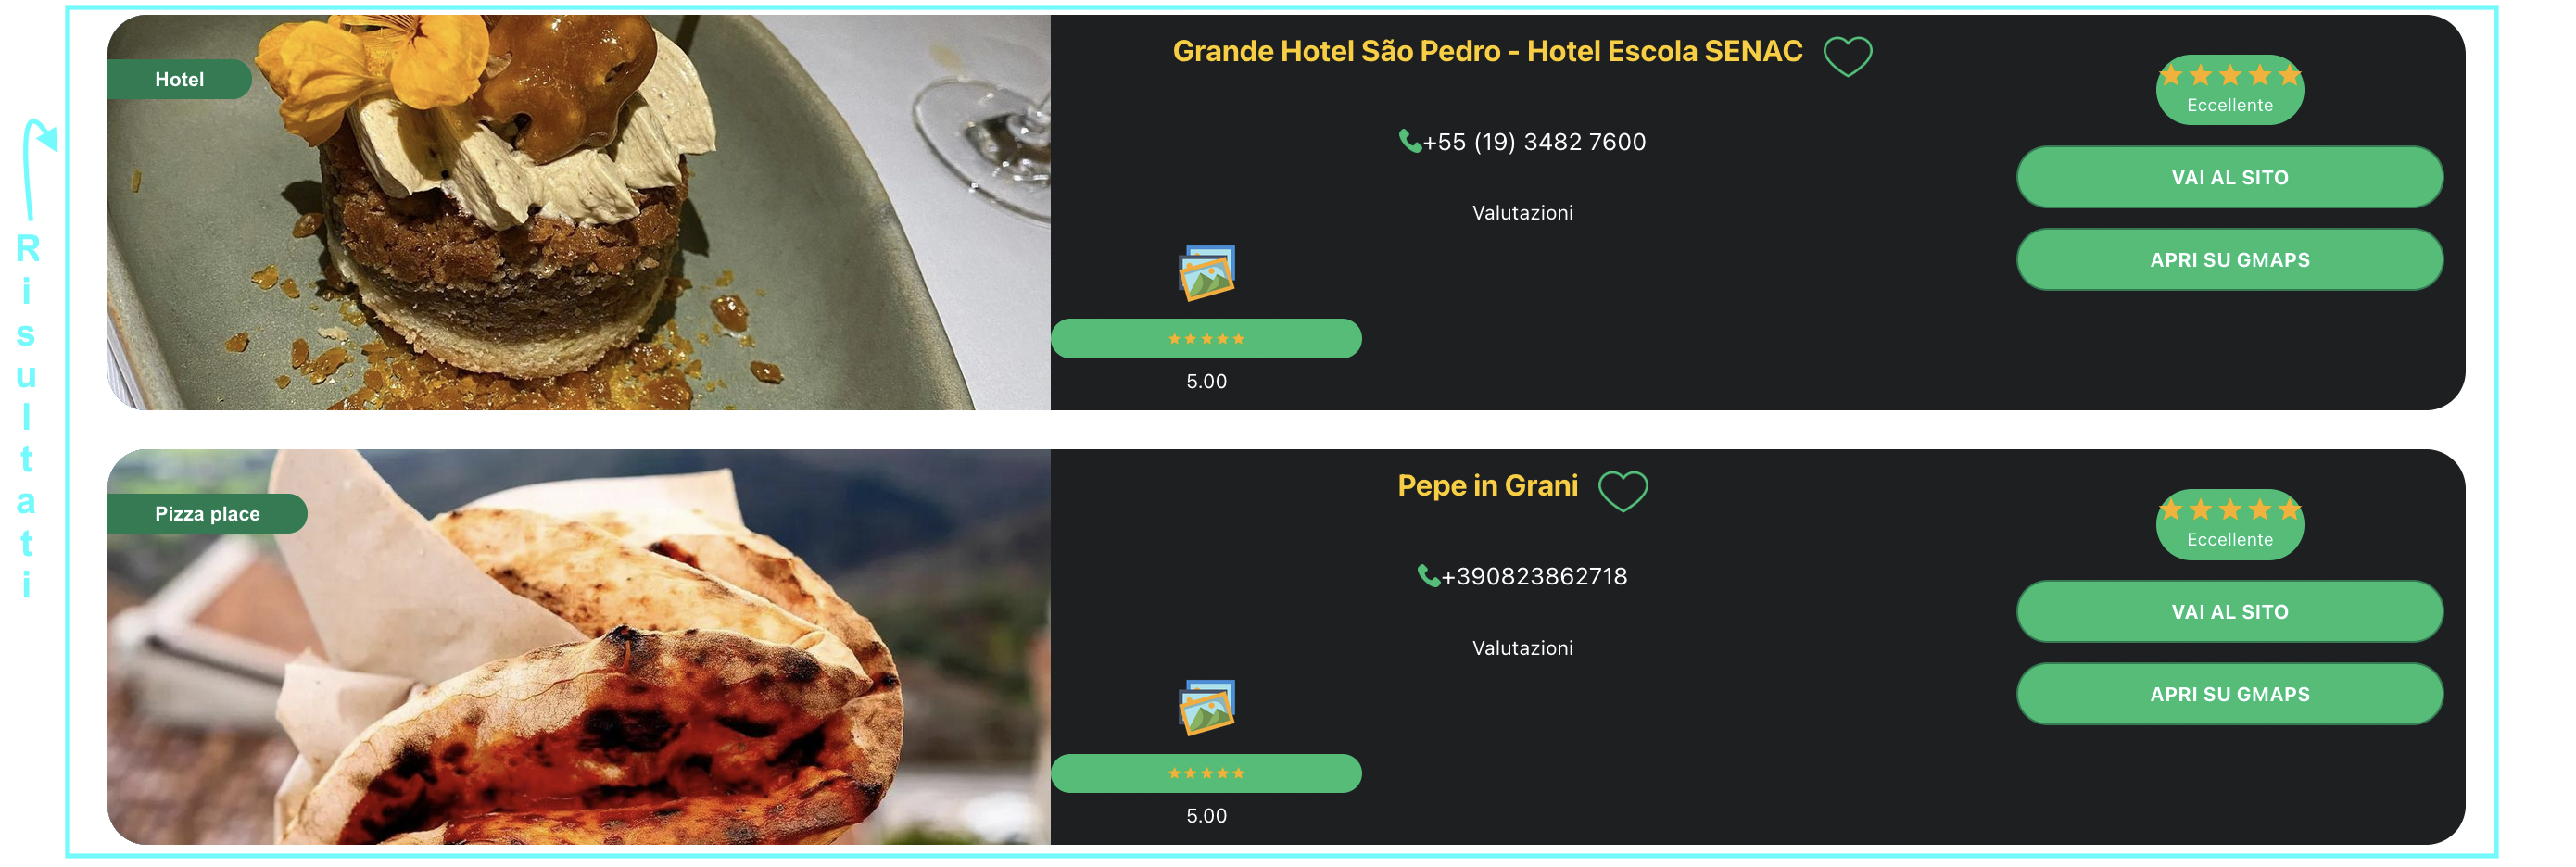 Risultati
Hotel
Grande Hotel São Pedro - Hotel Escola SENAC
+55 (19) 3482 7600
Valutazioni
5.00
Eccellente
VAI AL SITO
APRI SU GMAPS
Pizza place
Pepe in Grani
+390823862718
Valutazioni
5.00
Eccellente
VAI AL SITO
APRI SU GMAPS